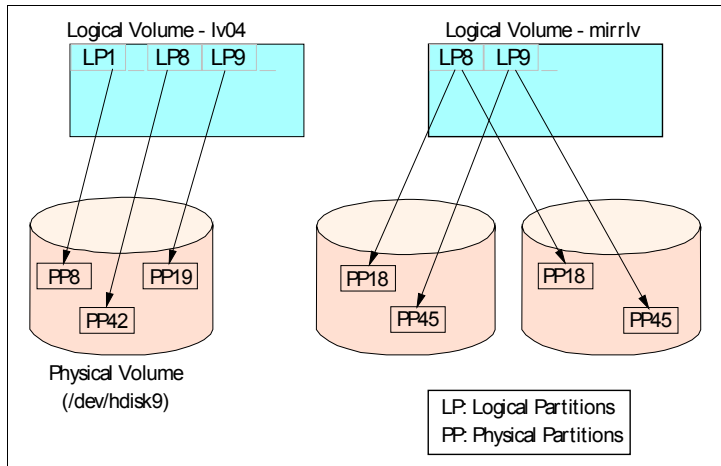 Logical Volume - lv04
Logical Volume - mirrlv
LP1 LP8 LP9
LP8 LP9
PP8 PP19
PP42
PP18
PP45
PP18
PP45
Physical Volume
(/dev/hdisk9)
LP: Logical Partitions
PP: Physical Partitions